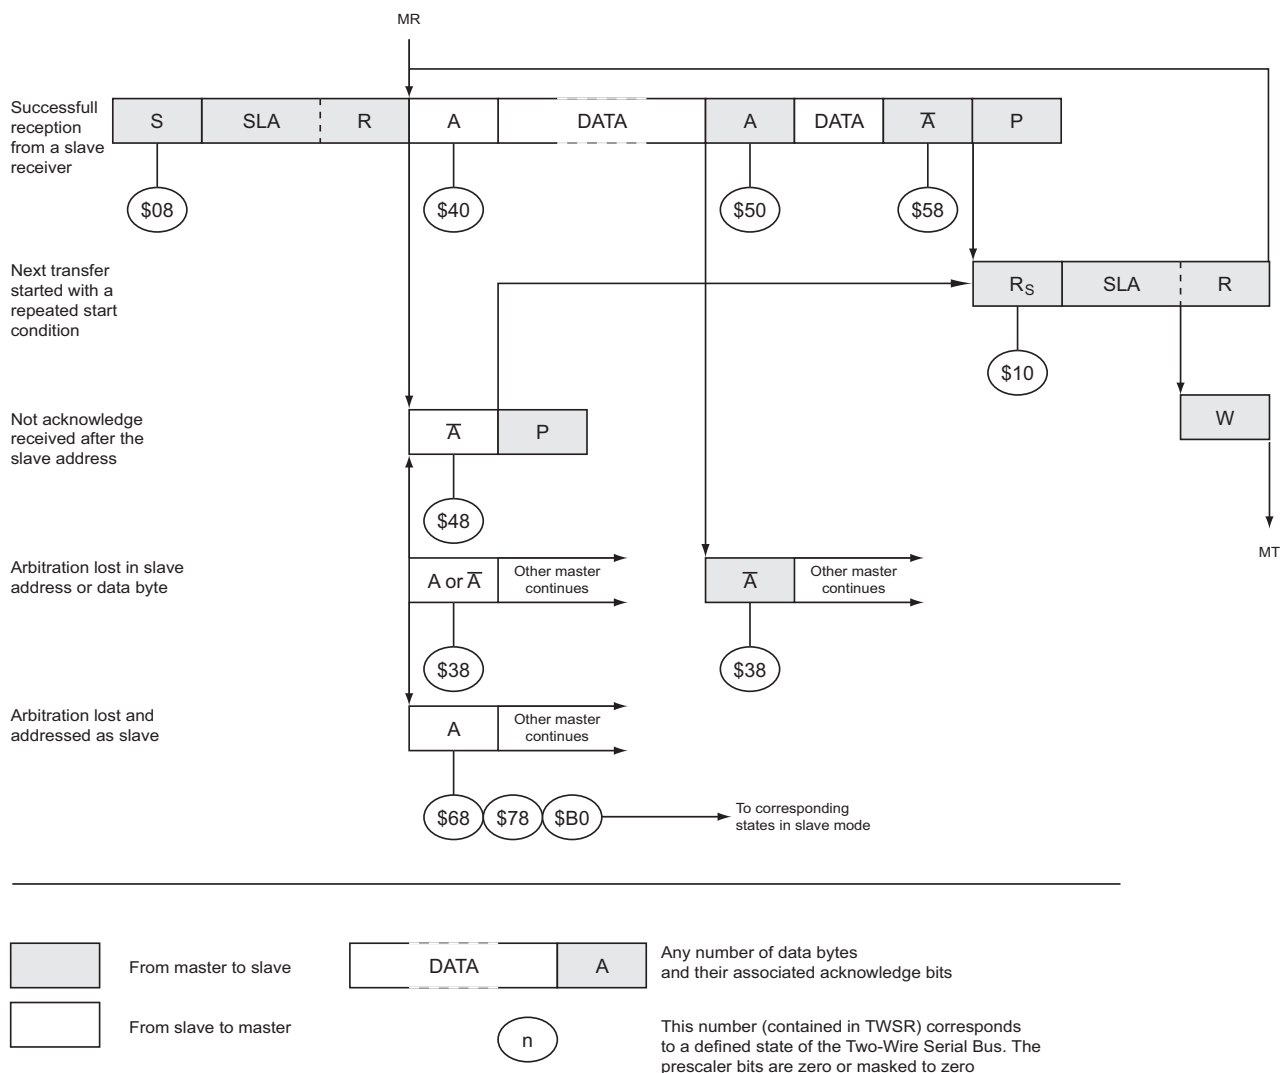 MR
Successfull
reception
from a slave
receiver
S SLA R A DATA A DATA A̅ P
$08 $40 $50 $58
Next transfer
started with a
repeated start
condition
RS SLA R
$10
Not acknowledge
received after the
slave address
A̅ P
W
$48
MT
Arbitration lost in slave
address or data byte
A or A̅
Other master
continues
A̅
Other master
continues
$38 $38
Arbitration lost and
addressed as slave
A
Other master
continues
$68 $78 $B0
To corresponding
states in slave mode
From master to slave
DATA A
Any number of data bytes
and their associated acknowledge bits
From slave to master
n
This number (contained in TWSR) corresponds
to a defined state of the Two-Wire Serial Bus. The
prescaler bits are zero or masked to zero